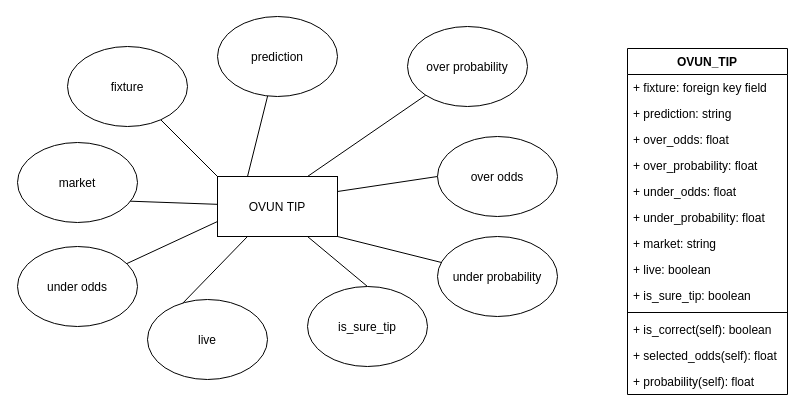 prediction
over probability
fixture
market
over odds
OVUN TIP
under odds
under probability
is_sure_tip
live
OVUN_TIP
+ fixture: foreign key field
+ prediction: string
+ over_odds: float
+ over_probability: float
+ under_odds: float
+ under_probability: float
+ market: string
+ live: boolean
+ is_sure_tip: boolean
+ is_correct(self): boolean
+ selected_odds(self): float
+ probability(self): float